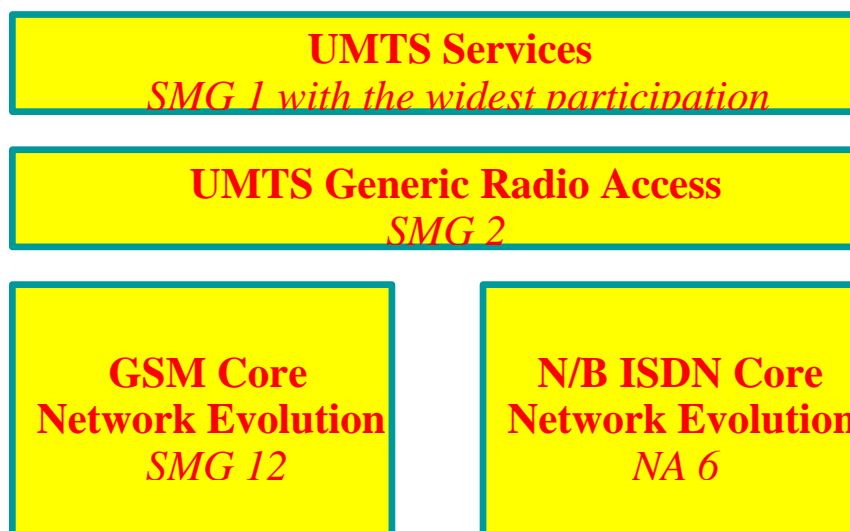 UMTS Services
SMG 1 with the widest participation
UMTS Generic Radio Access
SMG 2
GSM Core
Network Evolution
SMG 12
N/B ISDN Core
Network Evolution
NA 6